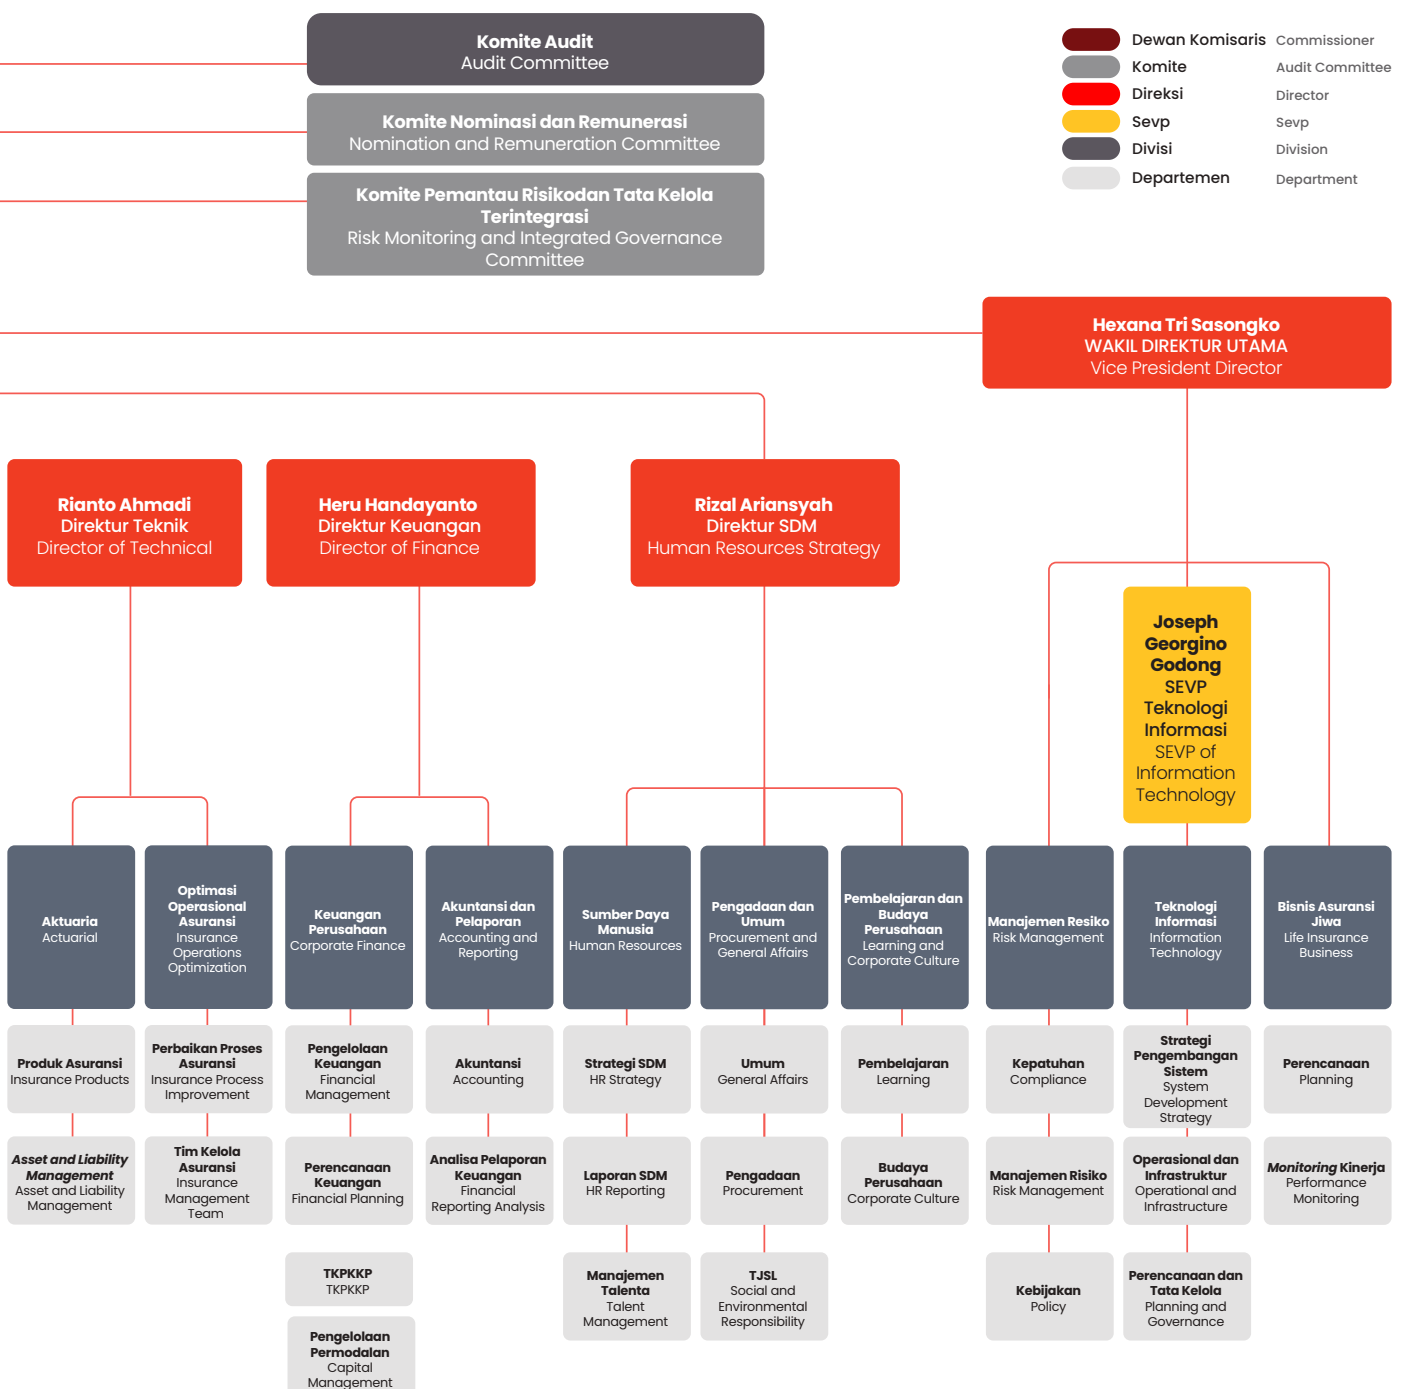 Komite Audit
Audit Committee
Komite Nominasi dan Remunerasi
Nomination and Remuneration Committee
Komite Pemantau Risikodan Tata Kelola
Terintegrasi
Risk Monitoring and Integrated Governance
Committee
Dewan Komisaris Commissioner
Komite Audit Committee
Direksi Director
Sevp Sevp
Divisi Division
Departemen Department
Hexana Tri Sasongko
WAKIL DIREKTUR UTAMA
Vice President Director
Rianto Ahmadi
Direktur Teknik
Director of Technical
Heru Handayanto
Direktur Keuangan
Director of Finance
Rizal Ariansyah
Direktur SDM
Human Resources Strategy
Joseph
Georgino
Godong
SEVP
Teknologi
Informasi
SEVP of
Information
Technology
Aktuaria
Actuarial
Optimasi
Operasional
Asuransi
Insurance
Operations
Optimization
Keuangan
Perusahaan
Corporate Finance
Akuntansi dan
Pelaporan
Accounting and
Reporting
Sumber Daya
Manusia
Human Resources
Pengadaan dan
Umum
Procurement and
General Affairs
Pembelajaran dan
Budaya
Perusahaan
Learning and
Corporate Culture
Manajemen Resiko
Risk Management
Teknologi
Informasi
Information
Technology
Bisnis Asuransi
Jiwa
Life Insurance
Business
Produk Asuransi
Insurance Products
Perbaikan Proses
Asuransi
Insurance Process
Improvement
Pengelolaan
Keuangan
Financial
Management
Akuntansi
Accounting
Strategi SDM
HR Strategy
Umum
General Affairs
Pembelajaran
Learning
Kepatuhan
Compliance
Strategi
Pengembangan
Sistem
System
Development
Strategy
Perencanaan
Planning
Asset and Liability
Management
Asset and Liability
Management
Tim Kelola
Asuransi
Insurance
Management
Team
Perencanaan
Keuangan
Financial Planning
Analisa Pelaporan
Keuangan
Financial
Reporting Analysis
Laporan SDM
HR Reporting
Pengadaan
Procurement
Budaya
Perusahaan
Corporate Culture
Manajemen Risiko
Risk Management
Operasional dan
Infrastruktur
Operational and
Infrastructure
Monitoring Kinerja
Performance
Monitoring
TKPKKP
TKPKKP
Manajemen
Talenta
Talent
Management
TJSL
Social and
Environmental
Responsibility
Kebijakan
Policy
Perencanaan dan
Tata Kelola
Planning and
Governance
Pengelolaan
Permodalan
Capital
Management